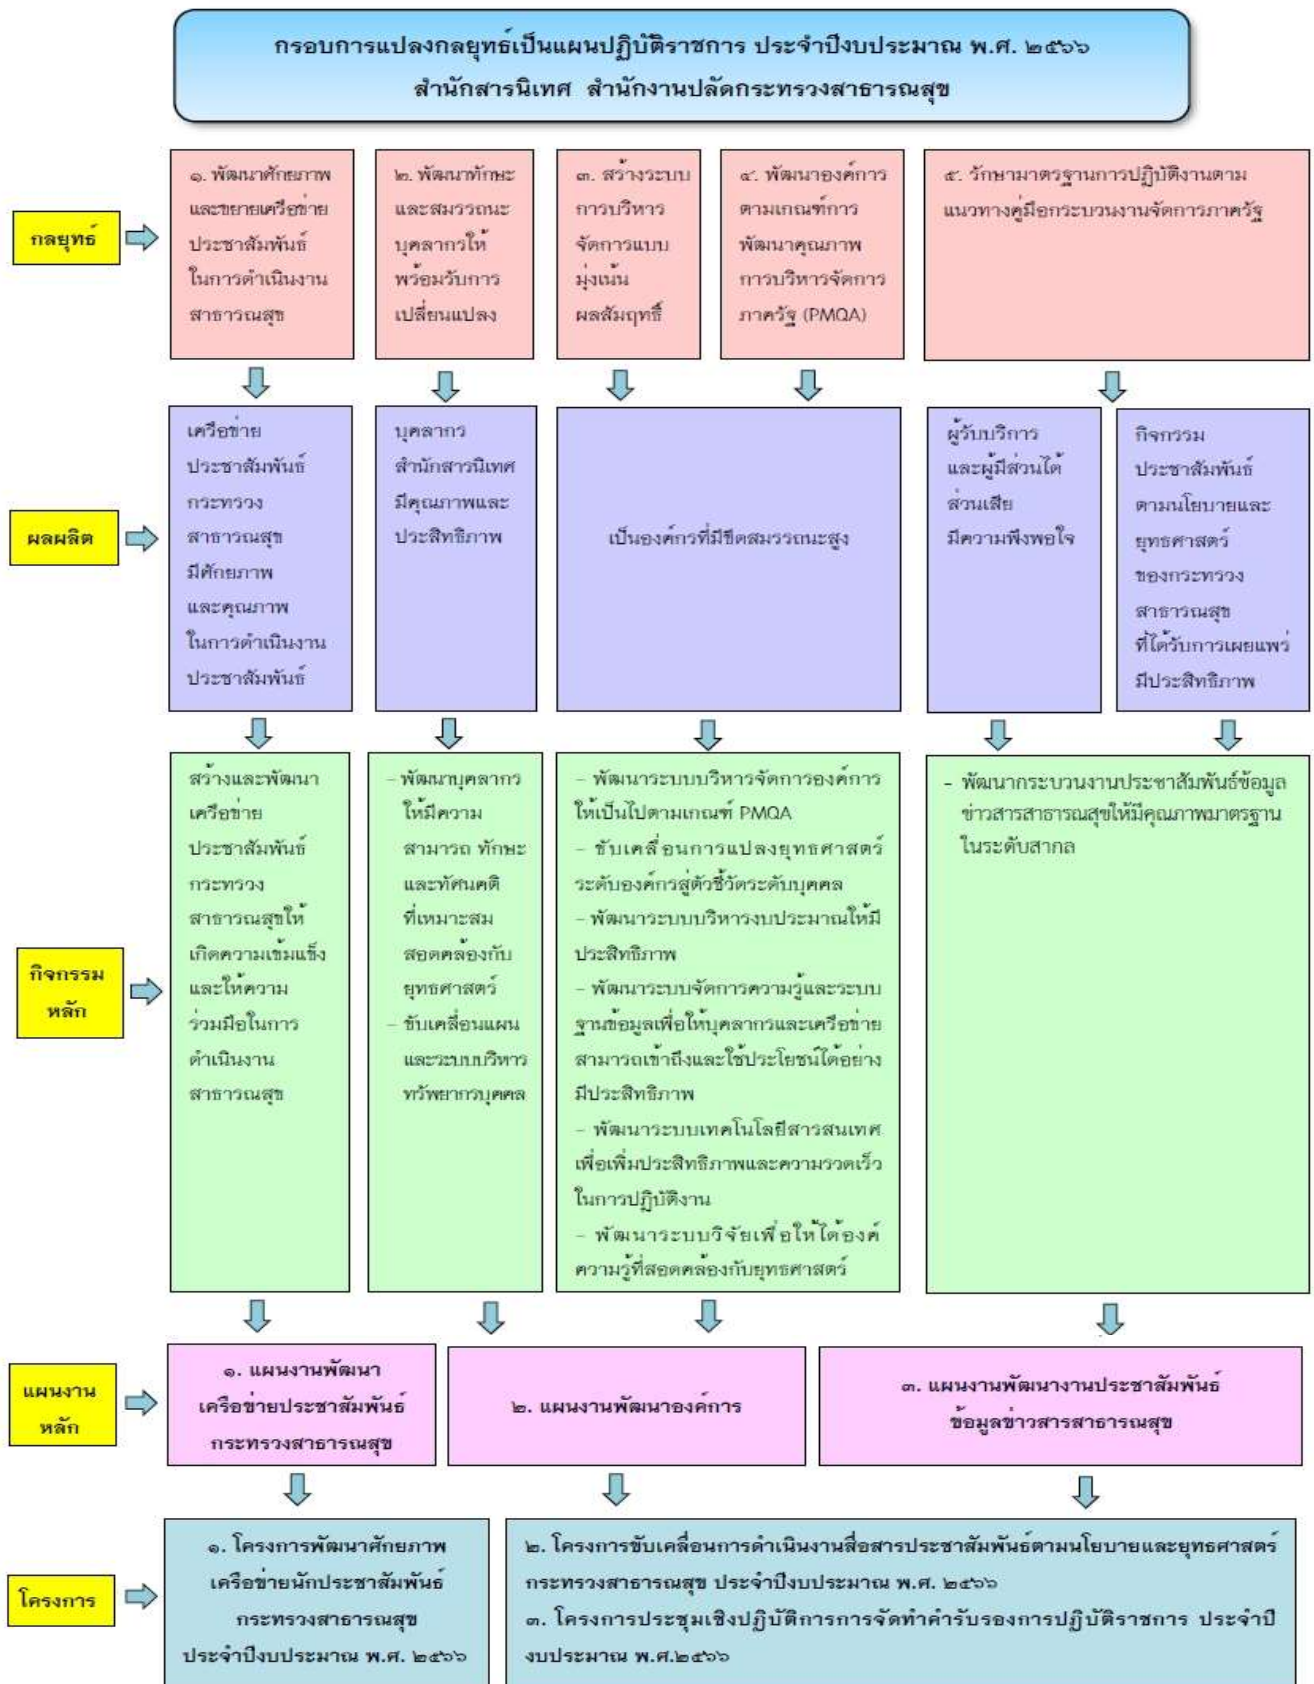 กรอบการแปลงกลยุทธ์เป็นแผนปฏิบัติราชการ ประจำปีงบประมาณ พ.ศ. ๒๕๖๖
สำนักสารนิเทศ สำนักงานปลัดกระทรวงสาธารณสุข
กลยุทธ์
๑. พัฒนาศักยภาพ
และขยายเครือข่าย
ประชาสัมพันธ์
ในการดำเนินงาน
สาธารณสุข
๒. พัฒนาทักษะ
และสมรรถนะ
บุคลากรให้
พร้อมรับการ
เปลี่ยนแปลง
๓. สร้างระบบ
การบริหาร
จัดการแบบ
มุ่งเน้น
ผลสัมฤทธิ์
๔. พัฒนาองค์การ
ตามเกณฑ์การ
พัฒนาคุณภาพ
การบริหารจัดการ
ภาครัฐ (PMQA)
๕. รักษามาตรฐานการปฏิบัติงานตาม
แนวทางคู่มือกระบวนงานจัดการภาครัฐ
ผลผลิต
เครือข่าย
ประชาสัมพันธ์
กระทรวง
สาธารณสุข
มีศักยภาพ
และคุณภาพ
ในการดำเนินงาน
ประชาสัมพันธ์
บุคลากร
สำนักสารนิเทศ
มีคุณภาพและ
ประสิทธิภาพ
เป็นองค์กรที่มีขีดสมรรถนะสูง
ผู้รับบริการ
และผู้มีส่วนได้
ส่วนเสีย
มีความพึงพอใจ
กิจกรรม
ประชาสัมพันธ์
ตามนโยบายและ
ยุทธศาสตร์
ของกระทรวง
สาธารณสุข
ที่ได้รับการเผยแพร่
มีประสิทธิภาพ
กิจกรรม
หลัก
สร้างและพัฒนา
เครือข่าย
ประชาสัมพันธ์
กระทรวง
สาธารณสุขให้
เกิดความเข้มแข็ง
และให้ความ
ร่วมมือในการ
ดำเนินงาน
สาธารณสุข
– พัฒนาบุคลากร
ให้มีความ
สามารถ ทักษะ
และทัศนคติ
ที่เหมาะสม
สอดคล้องกับ
ยุทธศาสตร์
– ขับเคลื่อนแผน
และระบบบริหาร
ทรัพยากรบุคคล
– พัฒนาระบบบริหารจัดการองค์การ
ให้เป็นไปตามเกณฑ์ PMQA
– ขับเคลื่อนการแปลงยุทธศาสตร์
ระดับองค์กรสู่ตัวชี้วัดระดับบุคคล
– พัฒนาระบบบริหารงบประมาณให้มี
ประสิทธิภาพ
– พัฒนาระบบจัดการความรู้และระบบ
ฐานข้อมูลเพื่อให้บุคลากรและเครือข่าย
สามารถเข้าถึงและใช้ประโยชน์ได้อย่าง
มีประสิทธิภาพ
– พัฒนาระบบเทคโนโลยีสารสนเทศ
เพื่อเพิ่มประสิทธิภาพและความรวดเร็ว
ในการปฏิบัติงาน
– พัฒนาระบบวิจัยเพื่อให้ได้องค์
ความรู้ที่สอดคล้องกับยุทธศาสตร์
– พัฒนากระบวนงานประชาสัมพันธ์ข้อมูล
ข่าวสารสาธารณสุขให้มีคุณภาพมาตรฐาน
ในระดับสากล
แผนงาน
หลัก
๑. แผนงานพัฒนา
เครือข่ายประชาสัมพันธ์
กระทรวงสาธารณสุข
๒. แผนงานพัฒนาองค์การ
๓. แผนงานพัฒนางานประชาสัมพันธ์
ข้อมูลข่าวสารสาธารณสุข
โครงการ
๑. โครงการพัฒนาศักยภาพ
เครือข่ายนักประชาสัมพันธ์
กระทรวงสาธารณสุข
ประจำปีงบประมาณ พ.ศ. ๒๕๖๖
๒. โครงการขับเคลื่อนการดำเนินงานสื่อสารประชาสัมพันธ์ตามนโยบายและยุทธศาสตร์
กระทรวงสาธารณสุข ประจำปีงบประมาณ พ.ศ. ๒๕๖๖
๓. โครงการประชุมเชิงปฏิบัติการการจัดทำคำรับรองการปฏิบัติราชการ ประจำปี
งบประมาณ พ.ศ.๒๕๖๖